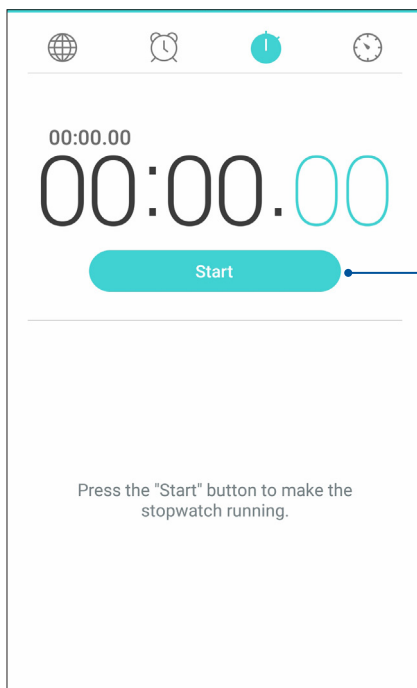 00:00.00
00:00.00
Start
Press the "Start" button to make the
stopwatch running.